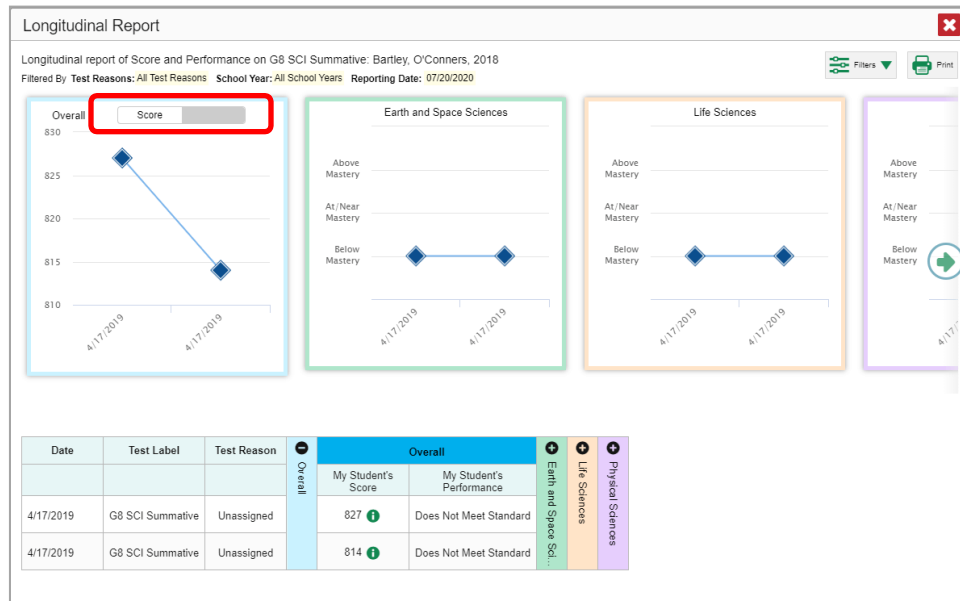 Longitudinal Report
Longitudinal report of Score and Performance on G8 SCI Summative: Bartley, O'Conners, 2018
Filtered By Test Reasons: All Test Reasons School Year: All School Years Reporting Date: 07/20/2020
Filters
Print
Overall
Score
830
825
820
815
810
4/17/2019
4/17/2019
Earth and Space Sciences
Above
Mastery
At/Near
Mastery
Below
Mastery
4/17/2019
4/17/2019
Life Sciences
Above
Mastery
At/Near
Mastery
Below
Mastery
4/17/2019
4/17/2019
Above
Mastery
At/Near
Mastery
Below
Mastery
Date Test Label Test Reason Overall Overall Earth and Space Sci... Life Sciences Physical Sciences
My Student's
Score
My Student's
Performance
4/17/2019 G8 SCI Summative Unassigned 827 Does Not Meet Standard
4/17/2019 G8 SCI Summative Unassigned 814 Does Not Meet Standard